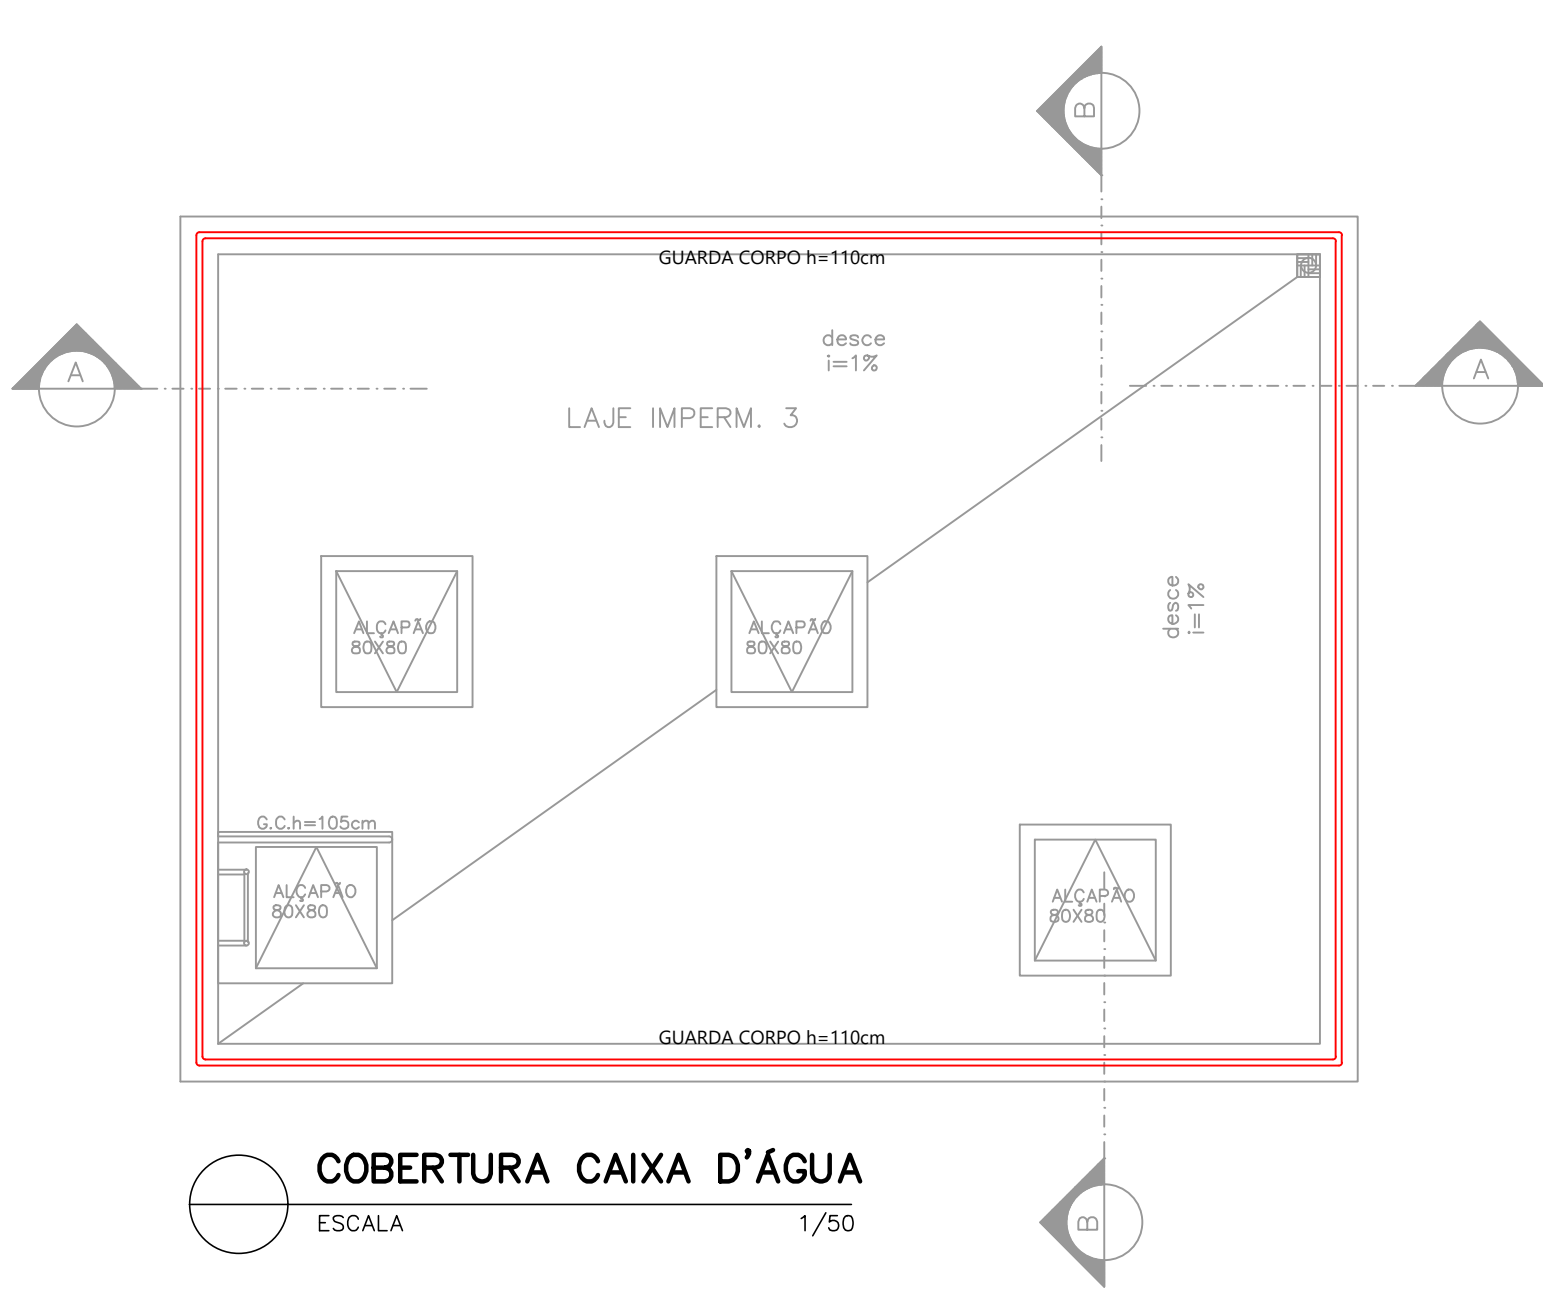 B
GUARDA CORPO h=110cm
desce
i=1%
A
A
LAJE IMPERM. 3
desce
i=1%
ALÇAPÃO
80X80
ALÇAPÃO
80X80
G.C.h=105cm
ALÇAPÃO
80X80
ALÇAPÃO
80X80
GUARDA CORPO h=110cm
COBERTURA CAIXA D'ÁGUA
ESCALA 1/50
B